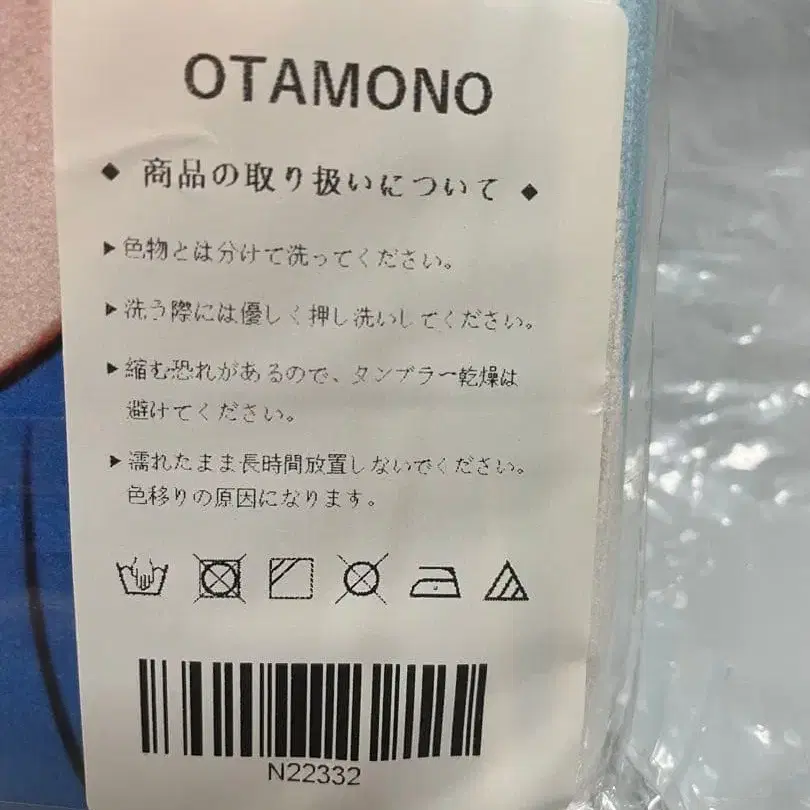 OTAMONO
◆ 商品の取り扱いについて ◆
▶色物とは分けて洗ってください。
▶洗う際には優しく押し洗いしてください。
▶縮む恐れがあるので、タンブラー乾燥は
避けてください。
▶濡れたまま長時間放置しないでください。
色移りの原因になります。
N22332